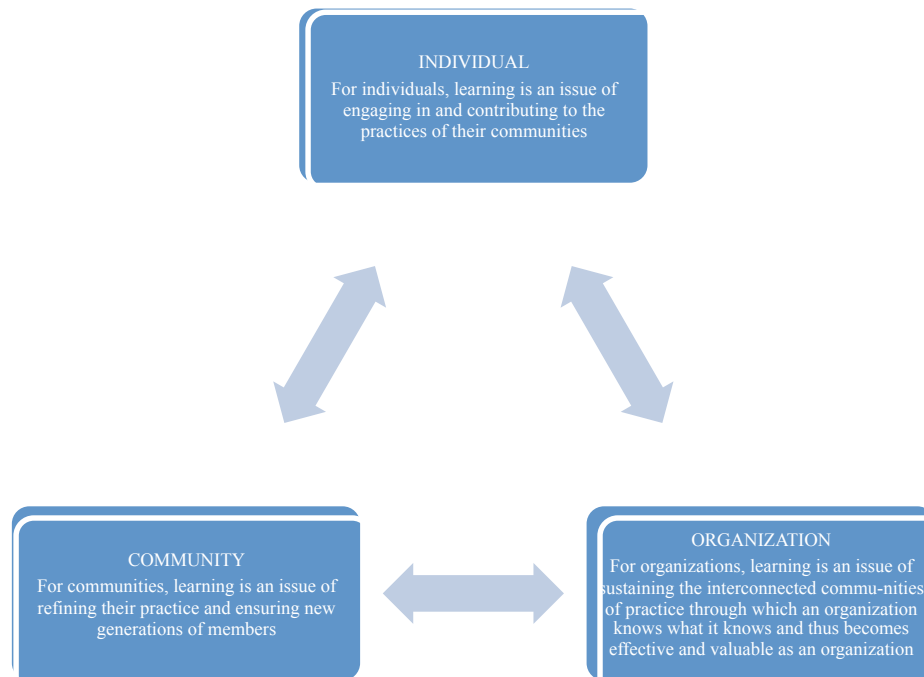 INDIVIDUAL
For individuals, learning is an issue of
engaging in and contributing to the
practices of their communities
COMMUNITY
For communities, learning is an issue of
refining their practice and ensuring new
generations of members
ORGANIZATION
For organizations, learning is an issue of
sustaining the interconnected commu-nities
of practice through which an organization
knows what it knows and thus becomes
effective and valuable as an organization